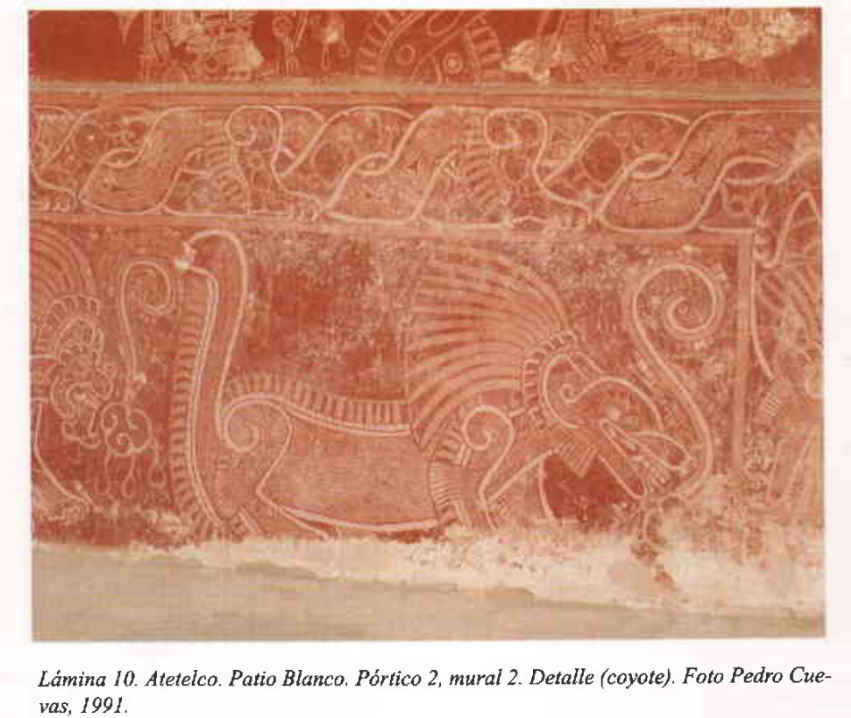 Lámina 10. Atetelco. Patio Blanco. Pórtico 2, mural 2. Detalle (coyote). Foto Pedro Cue-
vas, 1991.